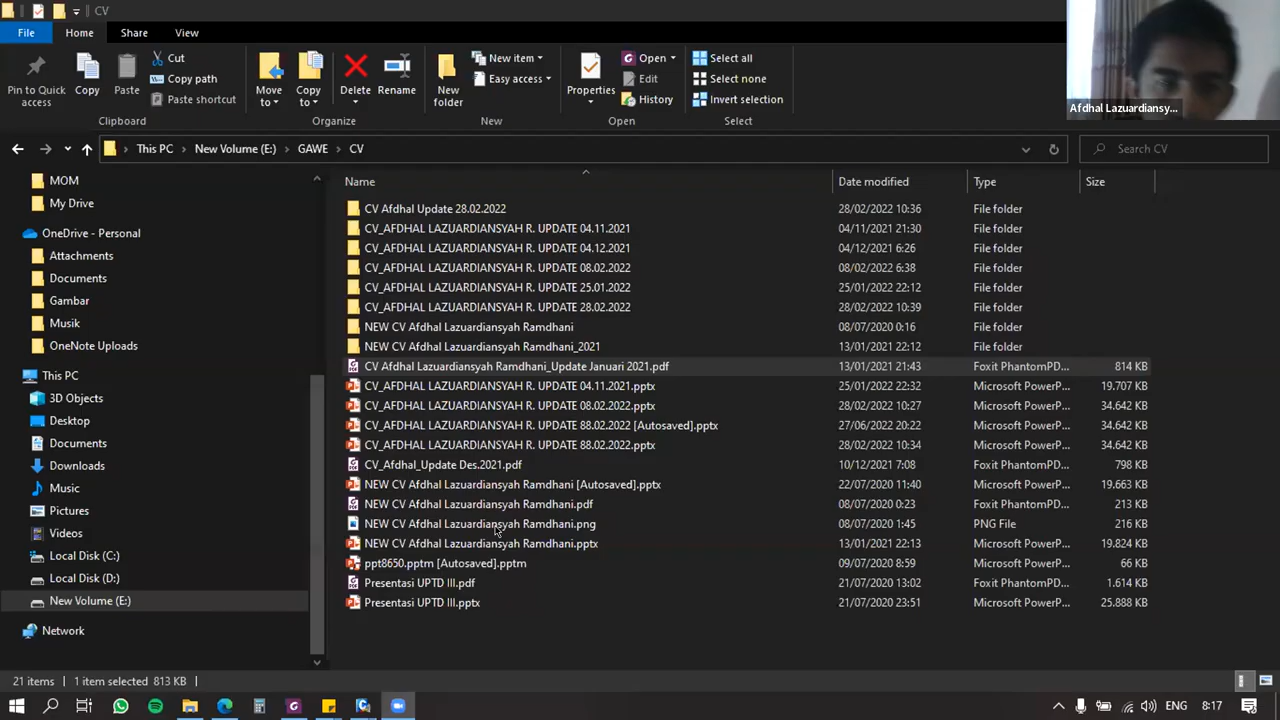 CV
File
Home
Share
View
Pin to Quick access
Copy
Paste
Cut
Copy path
Paste shortcut
Clipboard
Move to
Copy to
Delete
Rename
Organize
New folder
New item
Easy access
New
Properties
Open
Edit
History
Open
Select all
Select none
Invert selection
Select
Afdhal Lazuardiansy...
This PC
New Volume (E:)
GAWE
CV
Search CV
MOM
My Drive
OneDrive - Personal
Attachments
Documents
Gambar
Musik
OneNote Uploads
This PC
3D Objects
Desktop
Documents
Downloads
Music
Pictures
Videos
Local Disk (C:)
Local Disk (D:)
New Volume (E:)
Network
Name Date modified Type Size
CV Afdhal Update 28.02.2022 28/02/2022 10:36 File folder
CV_AFDHAL LAZUARDIANSYAH R. UPDATE 04.11.2021 04/11/2021 21:30 File folder
CV_AFDHAL LAZUARDIANSYAH R. UPDATE 04.12.2021 04/12/2021 6:26 File folder
CV_AFDHAL LAZUARDIANSYAH R. UPDATE 08.02.2022 08/02/2022 6:38 File folder
CV_AFDHAL LAZUARDIANSYAH R. UPDATE 25.01.2022 25/01/2022 22:12 File folder
CV_AFDHAL LAZUARDIANSYAH R. UPDATE 28.02.2022 28/02/2022 10:39 File folder
NEW CV Afdhal Lazuardiansyah Ramdhani 08/07/2020 0:16 File folder
NEW CV Afdhal Lazuardiansyah Ramdhani_2021 13/01/2021 22:12 File folder
CV Afdhal Lazuardiansyah Ramdhani_Update Januari 2021.pdf 13/01/2021 21:43 Foxit PhantomPD... 814 KB
CV_AFDHAL LAZUARDIANSYAH R. UPDATE 04.11.2021.pptx 25/01/2022 22:32 Microsoft PowerP... 19.707 KB
CV_AFDHAL LAZUARDIANSYAH R. UPDATE 08.02.2022.pptx 28/02/2022 10:27 Microsoft PowerP... 34.642 KB
CV_AFDHAL LAZUARDIANSYAH R. UPDATE 88.02.2022 [Autosaved].pptx 27/06/2022 20:22 Microsoft PowerP... 34.642 KB
CV_AFDHAL LAZUARDIANSYAH R. UPDATE 88.02.2022.pptx 28/02/2022 10:34 Microsoft PowerP... 34.642 KB
CV_Afdhal_Update Des.2021.pdf 10/12/2021 7:08 Foxit PhantomPD... 798 KB
NEW CV Afdhal Lazuardiansyah Ramdhani [Autosaved].pptx 22/07/2020 11:40 Microsoft PowerP... 19.663 KB
NEW CV Afdhal Lazuardiansyah Ramdhani.pdf 08/07/2020 0:23 Foxit PhantomPD... 213 KB
NEW CV Afdhal Lazuardiansyah Ramdhani.png 08/07/2020 1:45 PNG File 216 KB
NEW CV Afdhal Lazuardiansyah Ramdhani.pptx 13/01/2021 22:13 Microsoft PowerP... 19.824 KB
ppt8650.pptm [Autosaved].pptm 09/07/2020 8:59 Microsoft PowerP... 66 KB
Presentasi UPTD III.pdf 21/07/2020 13:02 Foxit PhantomPD... 1.614 KB
Presentasi UPTD III.pptx 21/07/2020 23:51 Microsoft PowerP... 25.888 KB
21 items 1 item selected 813 KB
ENG 8:17